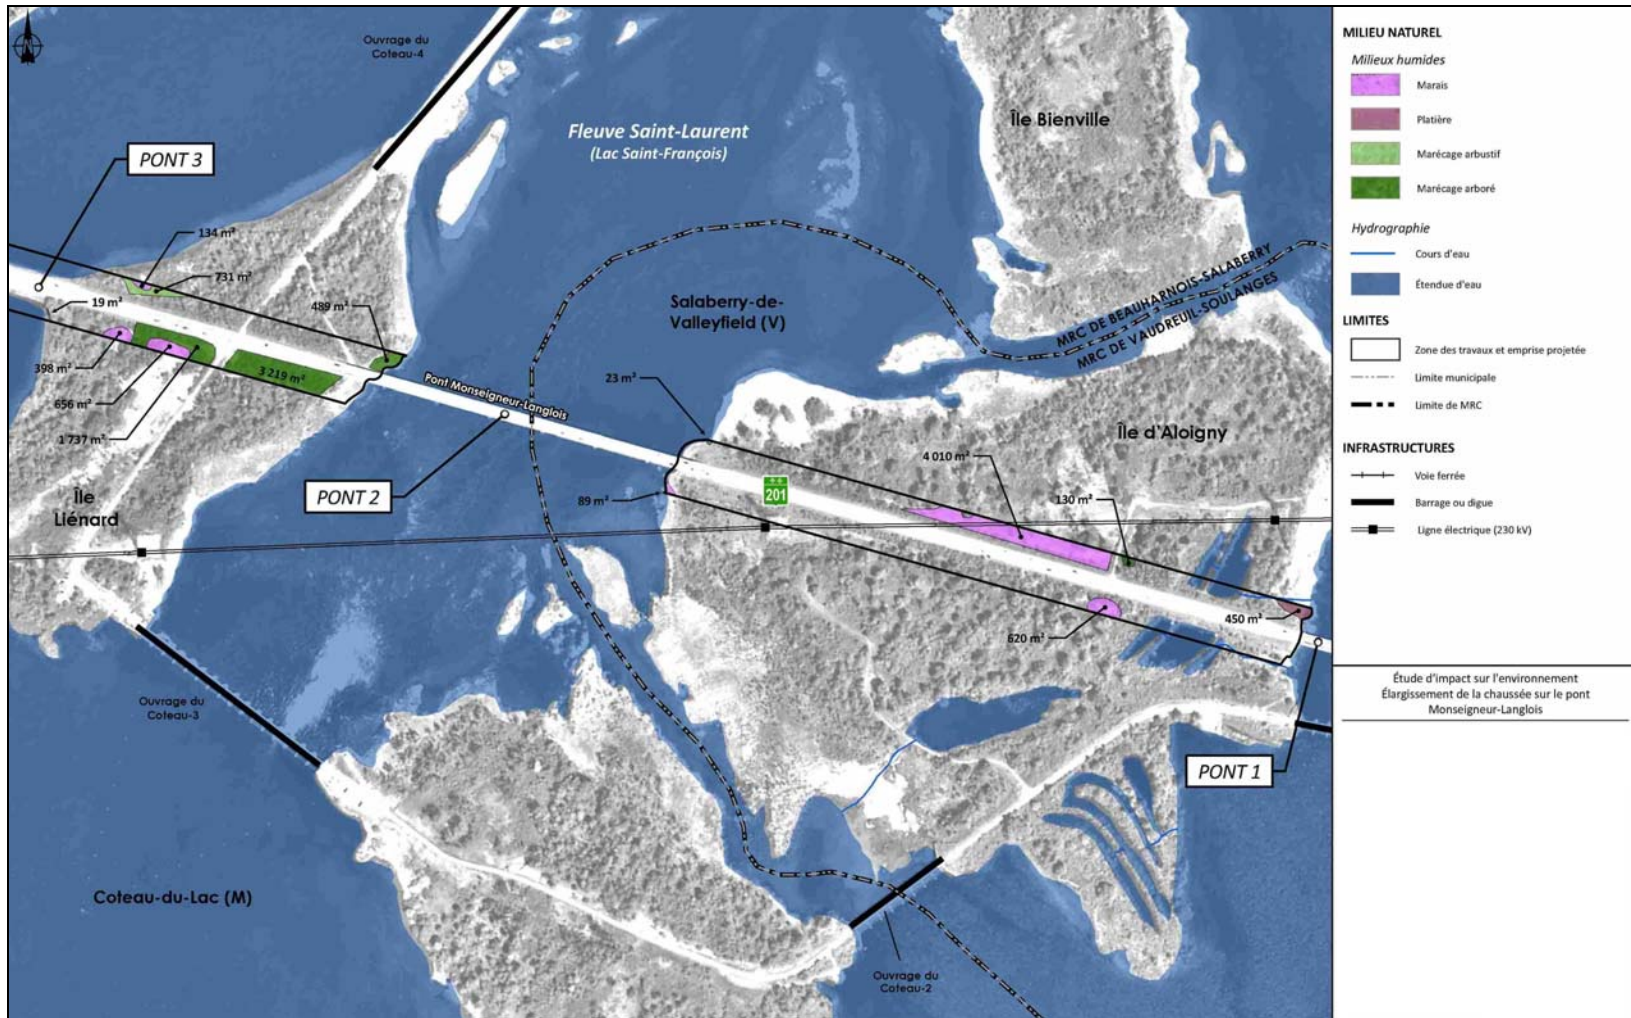 Ouvrage du
Coteau-4
Fleuve Saint-Laurent
(Lac Saint-François)
Île Bienville
PONT 3
134 m²
731 m²
19 m²
489 m²
398 m²
3 219 m²
656 m²
1 737 m²
Salaberry-de-
Valleyfield (V)
MRC DE BEAUHARNOIS-SALABERRY
MRC DE VAUDREUIL-SOULANGES
Pont Monseigneur-Langlois
23 m²
Île d'Aloigny
4 010 m²
PONT 2
89 m²
201
130 m²
Île
Liénard
620 m²
450 m²
Ouvrage du
Coteau-3
PONT 1
Coteau-du-Lac (M)
Ouvrage du
Coteau-2
MILIEU NATUREL
Milieux humides
Marais
Platière
Marécage arbustif
Marécage arboré
Hydrographie
Cours d'eau
Étendue d'eau
LIMITES
Zone des travaux et emprise projetée
Limite municipale
Limite de MRC
INFRASTRUCTURES
Voie ferrée
Barrage ou digue
Ligne électrique (230 kV)
Étude d'impact sur l'environnement
Élargissement de la chaussée sur le pont
Monseigneur-Langlois